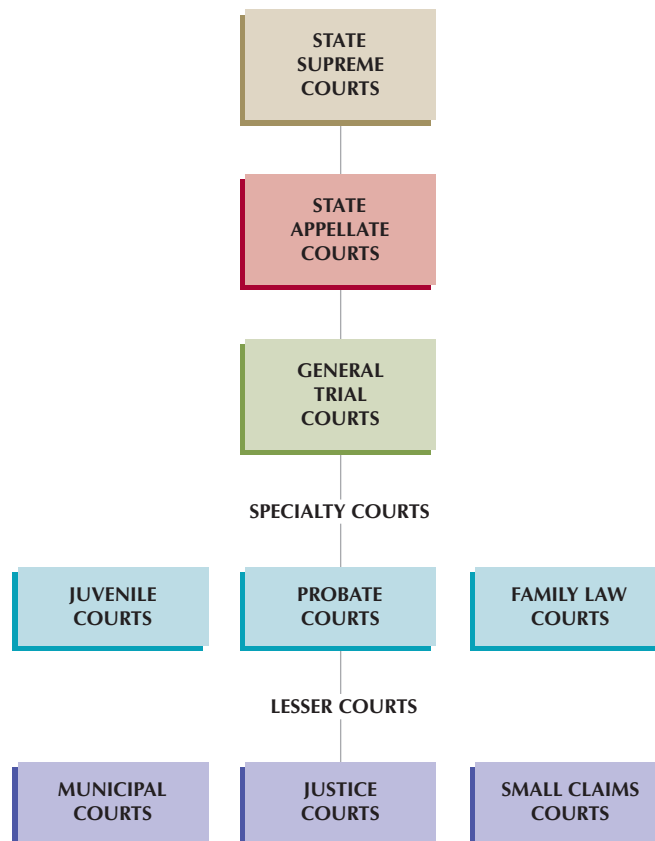 STATE
SUPREME
COURTS
STATE
APPELLATE
COURTS
GENERAL
TRIAL
COURTS
SPECIALTY COURTS
JUVENILE
COURTS
PROBATE
COURTS
FAMILY LAW
COURTS
LESSER COURTS
MUNICIPAL
COURTS
JUSTICE
COURTS
SMALL CLAIMS
COURTS